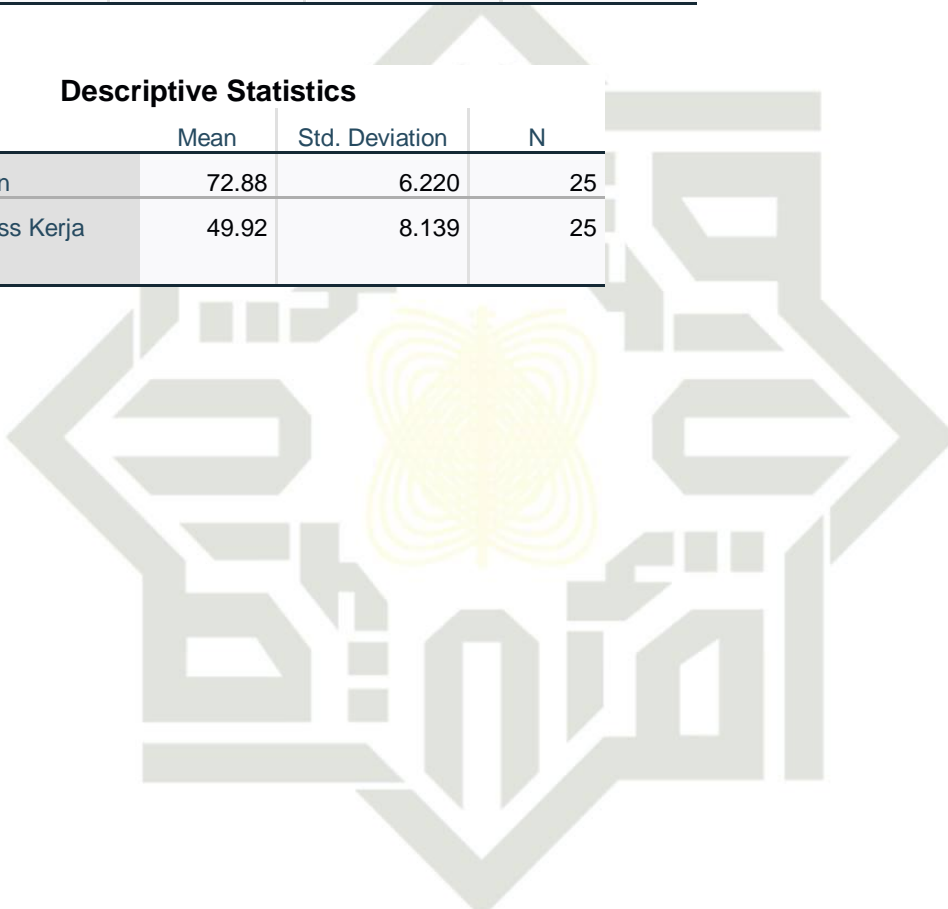 Descriptive Statistics
Mean Std. Deviation N
n 72.88 6.220 25
ss Kerja 49.92 8.139 25